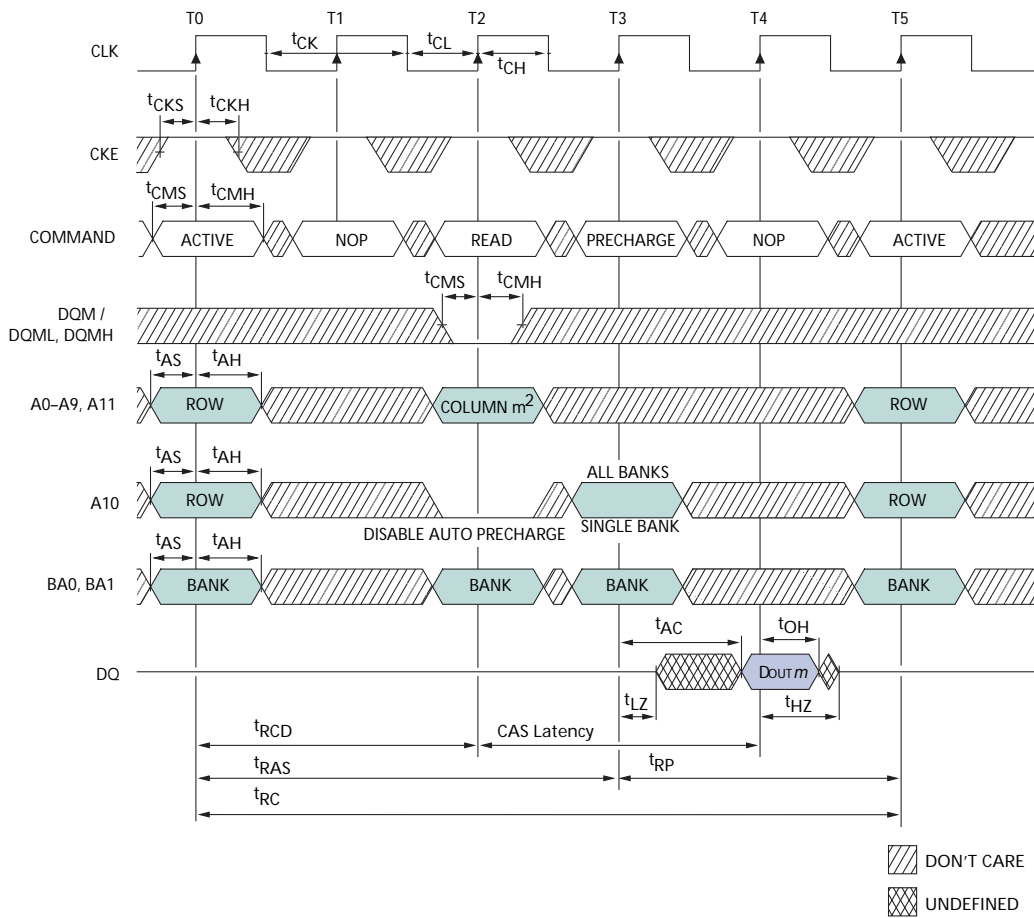 T0 T1 T2 T3 T4 T5
CLK
tCK tCL
tCH
tCKS tCKH
CKE
tCMS tCMH
COMMAND ACTIVE NOP READ PRECHARGE NOP ACTIVE
tCMS tCMH
DQM /
DQML, DQMH
tAS tAH
A0–A9, A11 ROW COLUMN m2 ROW
tAS tAH
ALL BANKS
A10 ROW ROW
DISABLE AUTO PRECHARGE SINGLE BANK
tAS tAH
BA0, BA1 BANK BANK BANK BANK
tAC tOH
DQ DOUT m
tLZ tHZ
tRCD CAS Latency
tRAS tRP
tRC
DON'T CARE
UNDEFINED